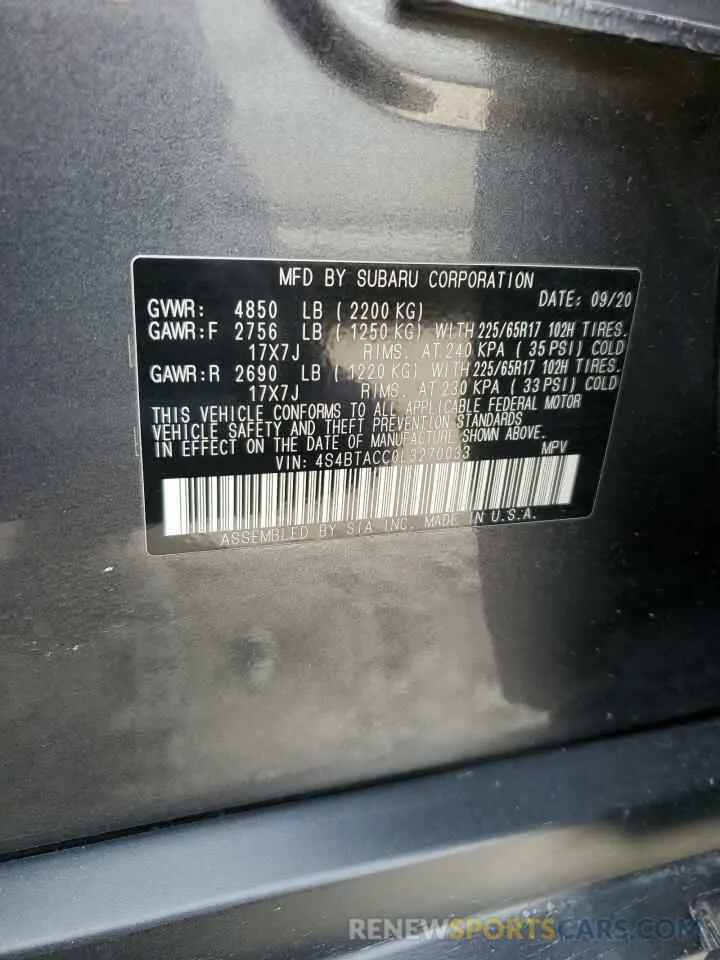 MFD BY SUBARU CORPORATION
DATE: 09/20
GVWR: 4850 LB ( 2200 KG)
GAWR:F 2756 LB ( 1250 KG) WITH 225/65R17 102H TIRES.
17X7J RIMS. AT 240 KPA ( 35 PSI) COLD
GAWR:R 2690 LB ( 1220 KG) WITH 225/65R17 102H TIRES.
17X7J RIMS. AT 230 KPA ( 33 PSI) COLD
THIS VEHICLE CONFORMS TO ALL APPLICABLE FEDERAL MOTOR
VEHICLE SAFETY AND THEFT PREVENTION STANDARDS
IN EFFECT ON THE DATE OF MANUFACTURE SHOWN ABOVE.
VIN: 4S4BTACC0L3270033 MPV
ASSEMBLED BY SIA INC. MADE IN U.S.A.
RENEWSPORTSCARS.COM